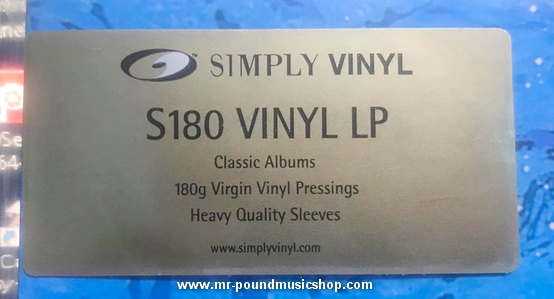 SIMPLY VINYL
S180 VINYL LP
Classic Albums
180g Virgin Vinyl Pressings
Heavy Quality Sleeves
www.simplyvinyl.com
www.mr-poundmusicshop.com